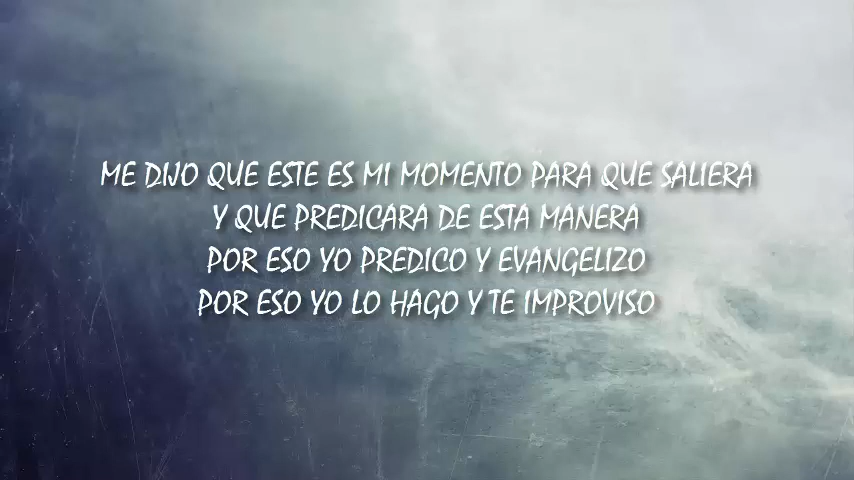 ME DIJO QUE ESTE ES MI MOMENTO PARA QUE SALIERA
Y QUE PREDICARA DE ESTA MANERA
POR ESO YO PREDICO Y EVANGELIZO
POR ESO YO LO HAGO Y TE IMPROVISO